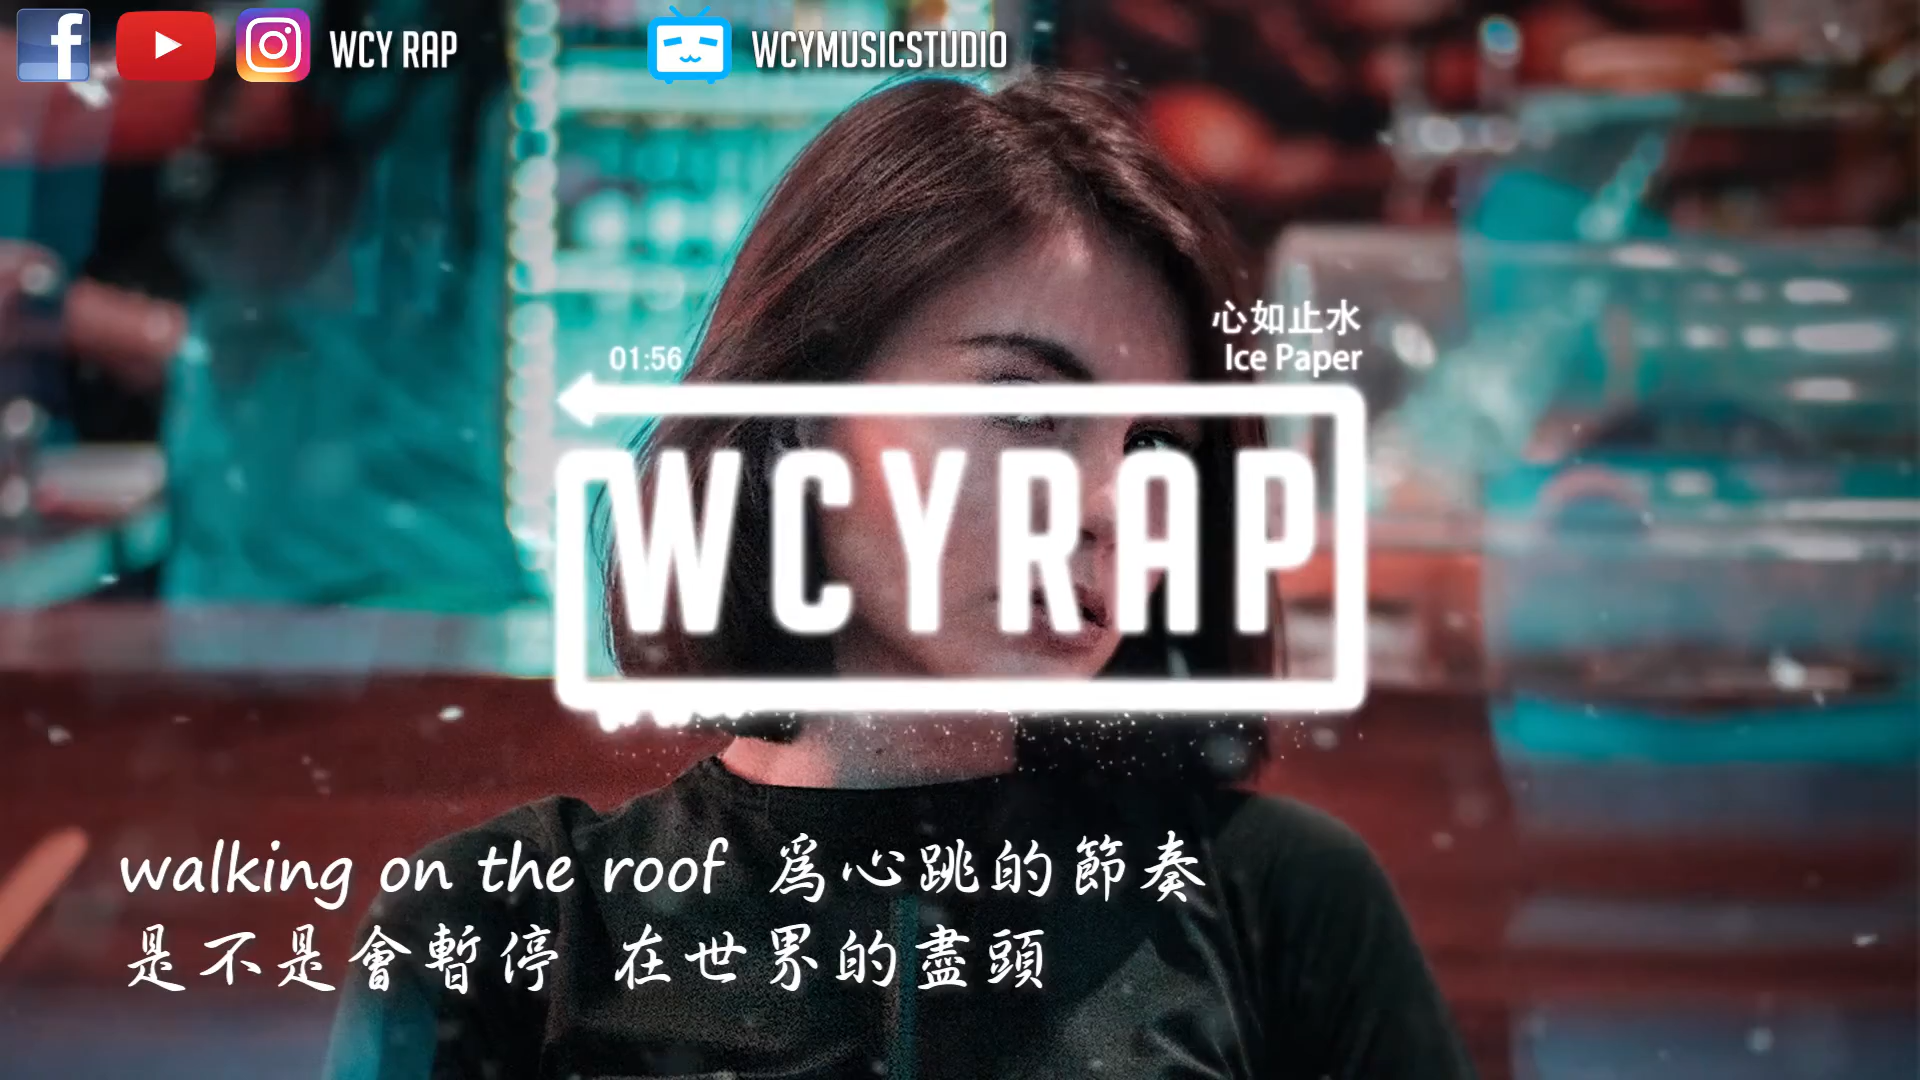 WCY RAP
WCYMUSICSTUDIO
心如止水
01:56
Ice Paper
WCYRAP
walking on the roof 爲心跳的節奏
是不是會暫停 在世界的盡頭